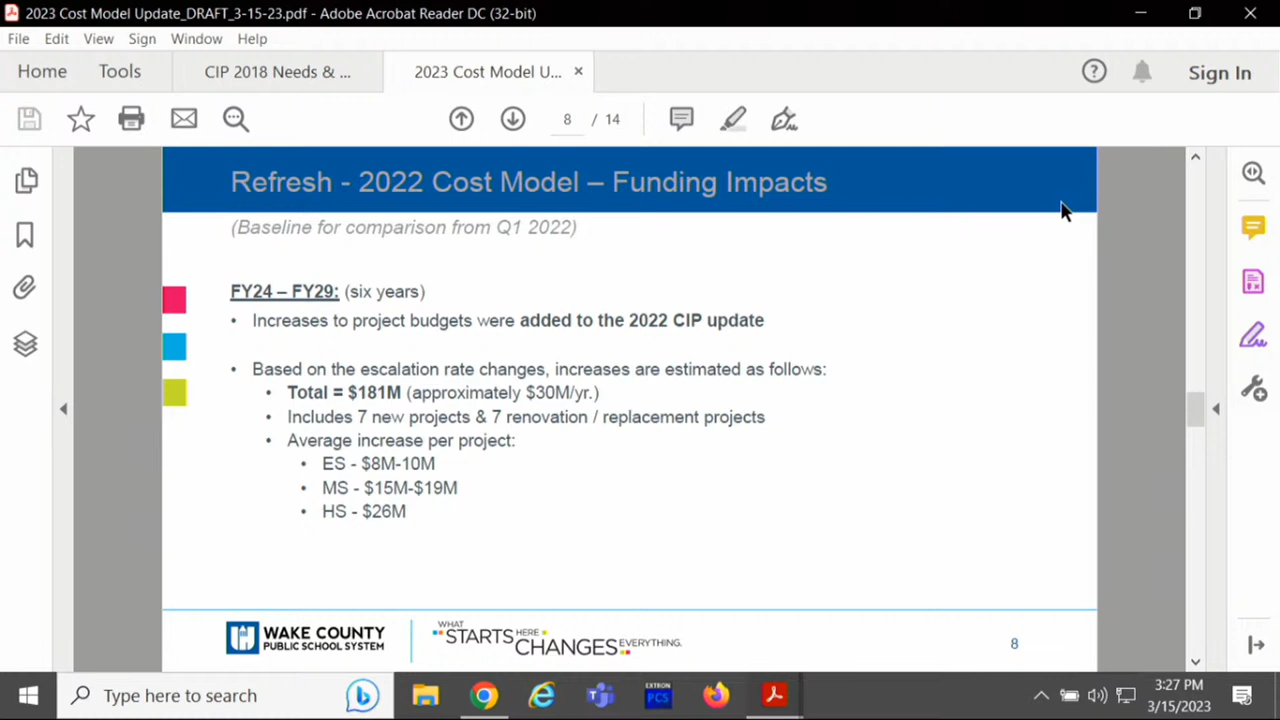 2023 Cost Model Update_DRAFT_3-15-23.pdf - Adobe Acrobat Reader DC (32-bit)
File Edit View Sign Window Help
Home Tools CIP 2018 Needs & ... 2023 Cost Model U... × ? Sign In
8 / 14
Refresh - 2022 Cost Model – Funding Impacts
(Baseline for comparison from Q1 2022)
FY24 – FY29: (six years)
• Increases to project budgets were added to the 2022 CIP update
• Based on the escalation rate changes, increases are estimated as follows:
• Total = $181M (approximately $30M/yr.)
• Includes 7 new projects & 7 renovation / replacement projects
• Average increase per project:
• ES - $8M-10M
• MS - $15M-$19M
• HS - $26M
WAKE COUNTY
PUBLIC SCHOOL SYSTEM
WHAT
STARTS HERE
CHANGES EVERYTHING.
8
Type here to search
EXTRON
PCS
3:27 PM
3/15/2023